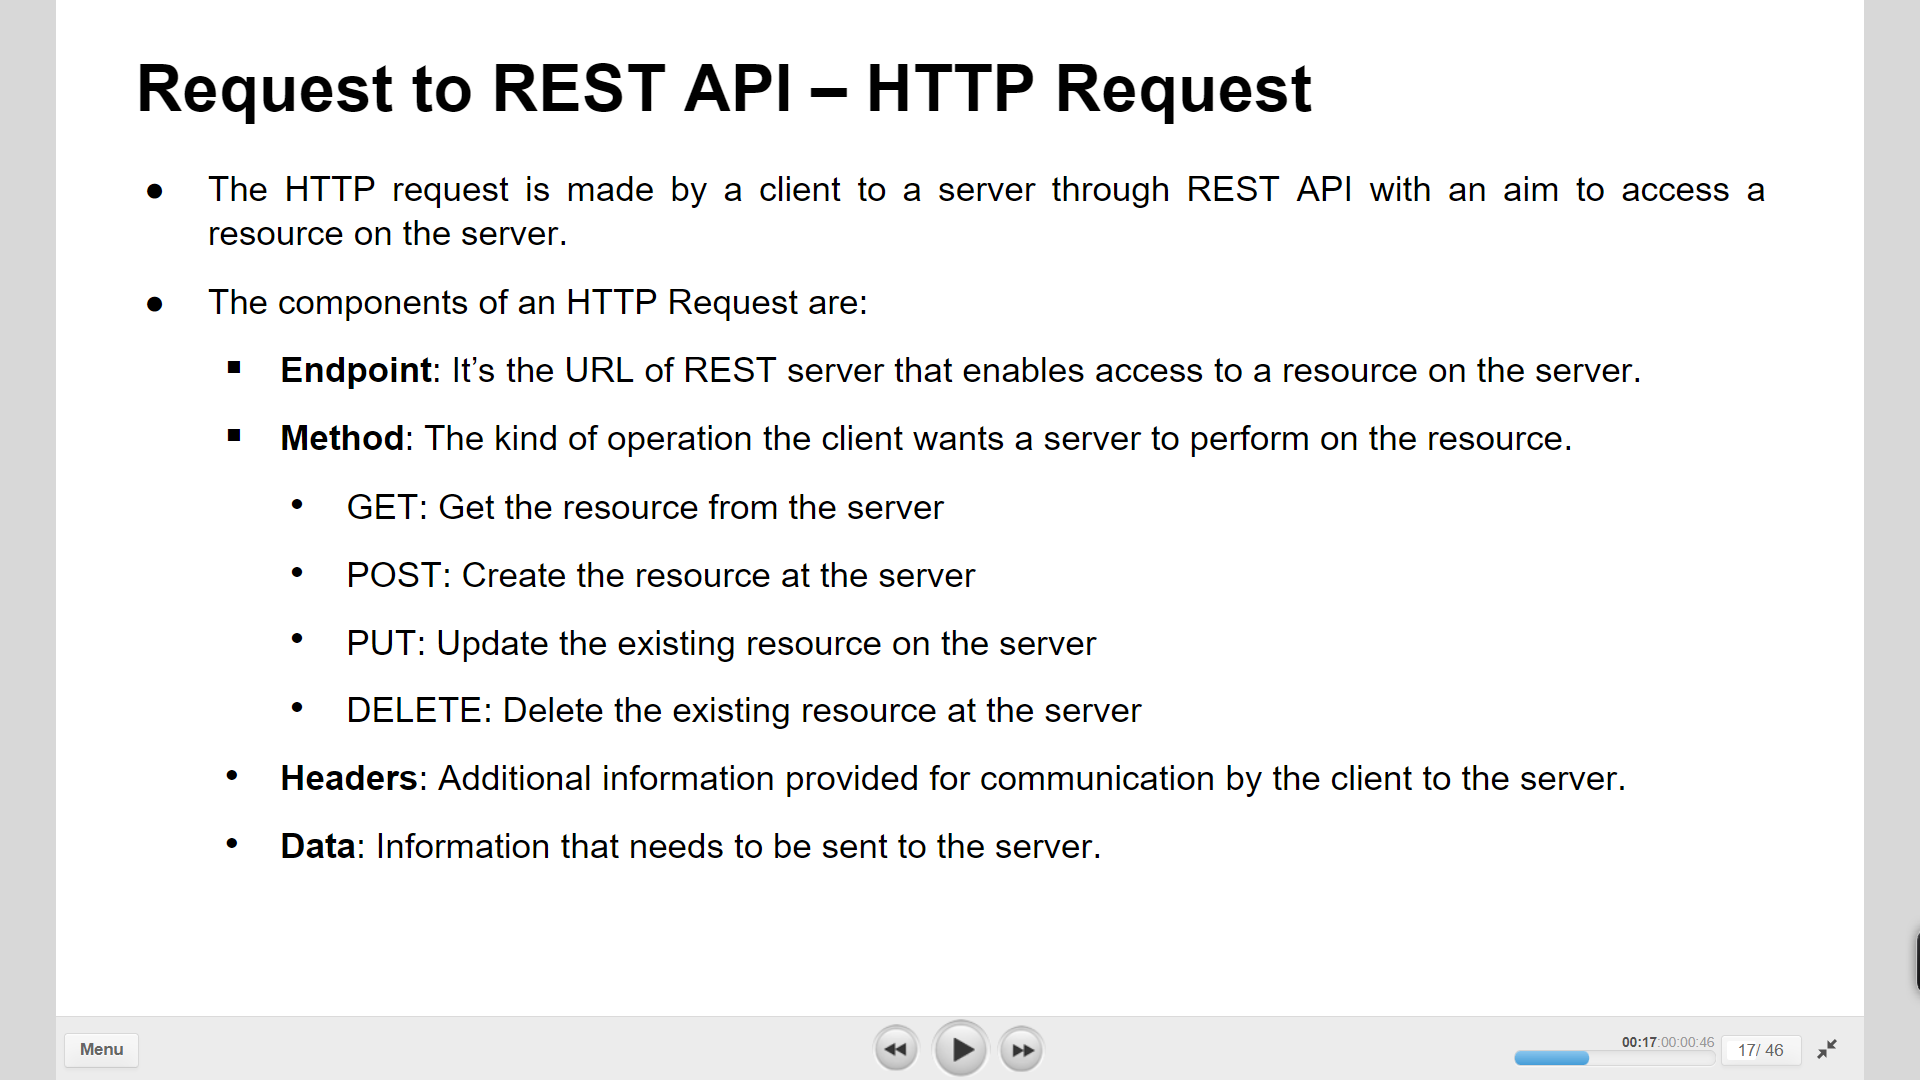 Request to REST API – HTTP Request
● The HTTP request is made by a client to a server through REST API with an aim to access a
resource on the server.
● The components of an HTTP Request are:
▪ Endpoint: It’s the URL of REST server that enables access to a resource on the server.
▪ Method: The kind of operation the client wants a server to perform on the resource.
• GET: Get the resource from the server
• POST: Create the resource at the server
• PUT: Update the existing resource on the server
• DELETE: Delete the existing resource at the server
• Headers: Additional information provided for communication by the client to the server.
• Data: Information that needs to be sent to the server.
Menu
00:17:00:00:46
17/ 46